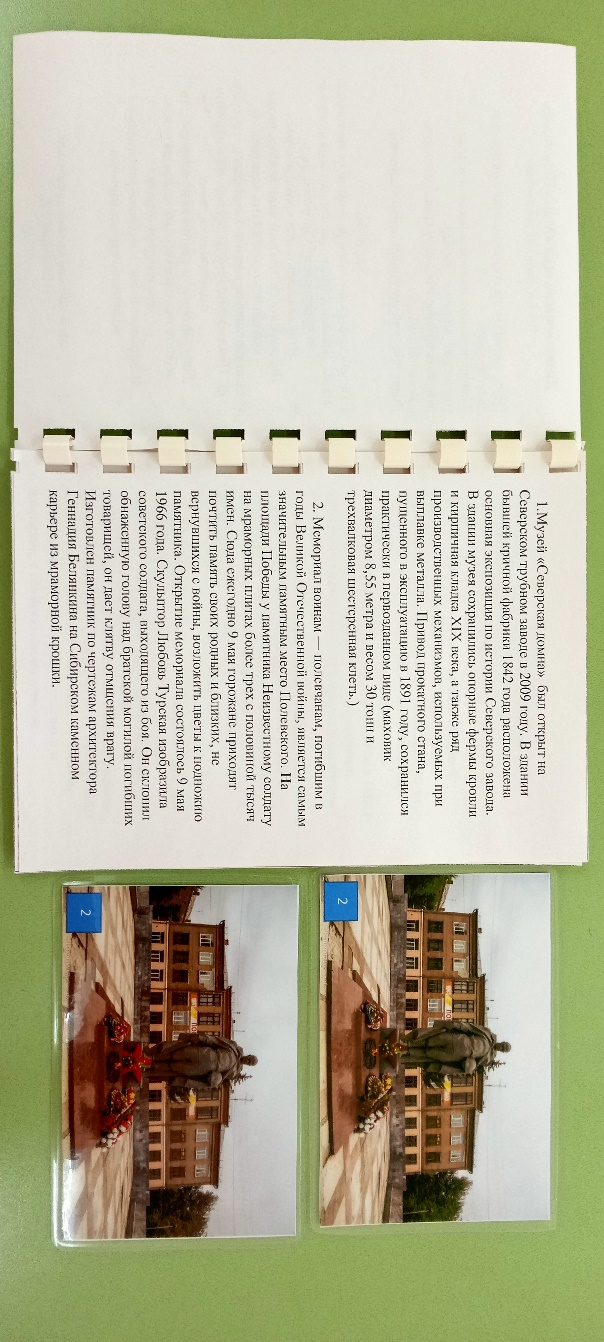 1.Музей «Северская домна» был открыт на
Северском трубном заводе в 2009 году. В здании
бывшей кричной фабрики 1842 года расположена
основная экспозиция по истории Северского завода.
В здании музея сохранились опорные фермы кровли
и кирпичная кладка XIX века, а также ряд
производственных механизмов, используемых при
выплавке металла. Привод прокатного стана,
пущенного в эксплуатацию в 1891 году, сохранился
практически в первозданном виде (маховик
диаметром 8,55 метра и весом 30 тонн и
трехвалковая шестеренная клеть.)
2. Мемориал воинам — полевчанам, погибшим в
годы Великой Отечественной войны, является самым
значительным памятным место Полевского. На
площади Победы у памятника Неизвестному солдату
на мраморных плитах более трех с половиной тысяч
имен. Сюда ежегодно 9 мая горожане приходят
почтить память своих родных и близких, не
вернувшихся с войны, возложить цветы к подножию
памятника. Открытие мемориала состоялось 9 мая
1966 года. Скульптор Любовь Турская изобразила
советского солдата, выходящего из боя. Он склонил
обнаженную голову над братской могилой погибших
товарищей, он дает клятву отмщения врагу.
Изготовлен памятник по чертежам архитектора
Геннадия Белянкина на Сибирском каменном
карьере из мраморной крошки.
2
2